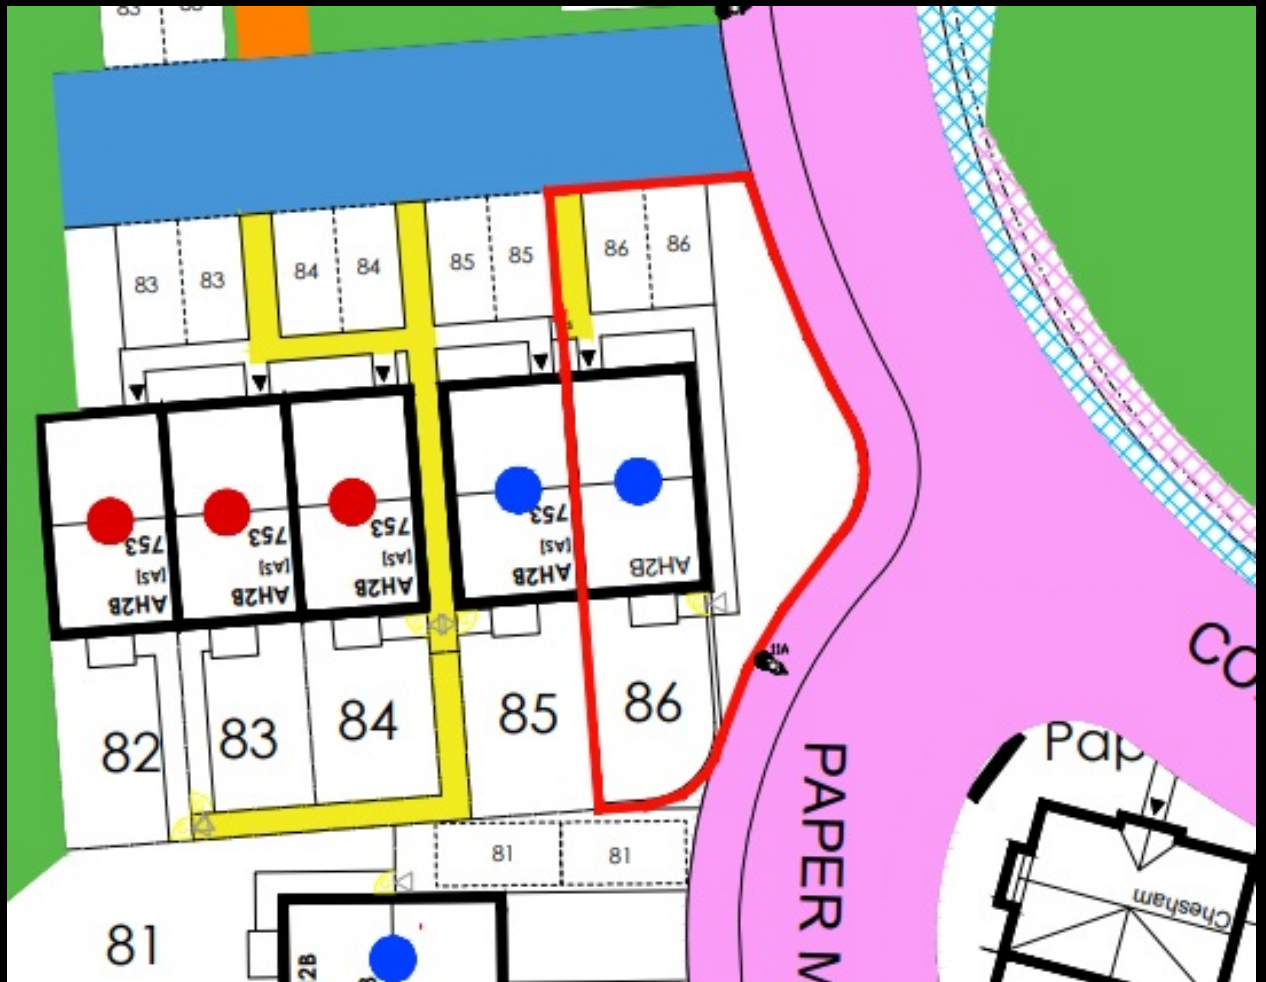 83 83 84 84 85 85 86 86
753 753 753 753
[AS] [AS] [AS] [AS]
AH2B AH2B AH2B AH2B AH2B
11A
82 83 84 85 86
81 81
81
PAPER M
CO
Pap
Chesham
2B